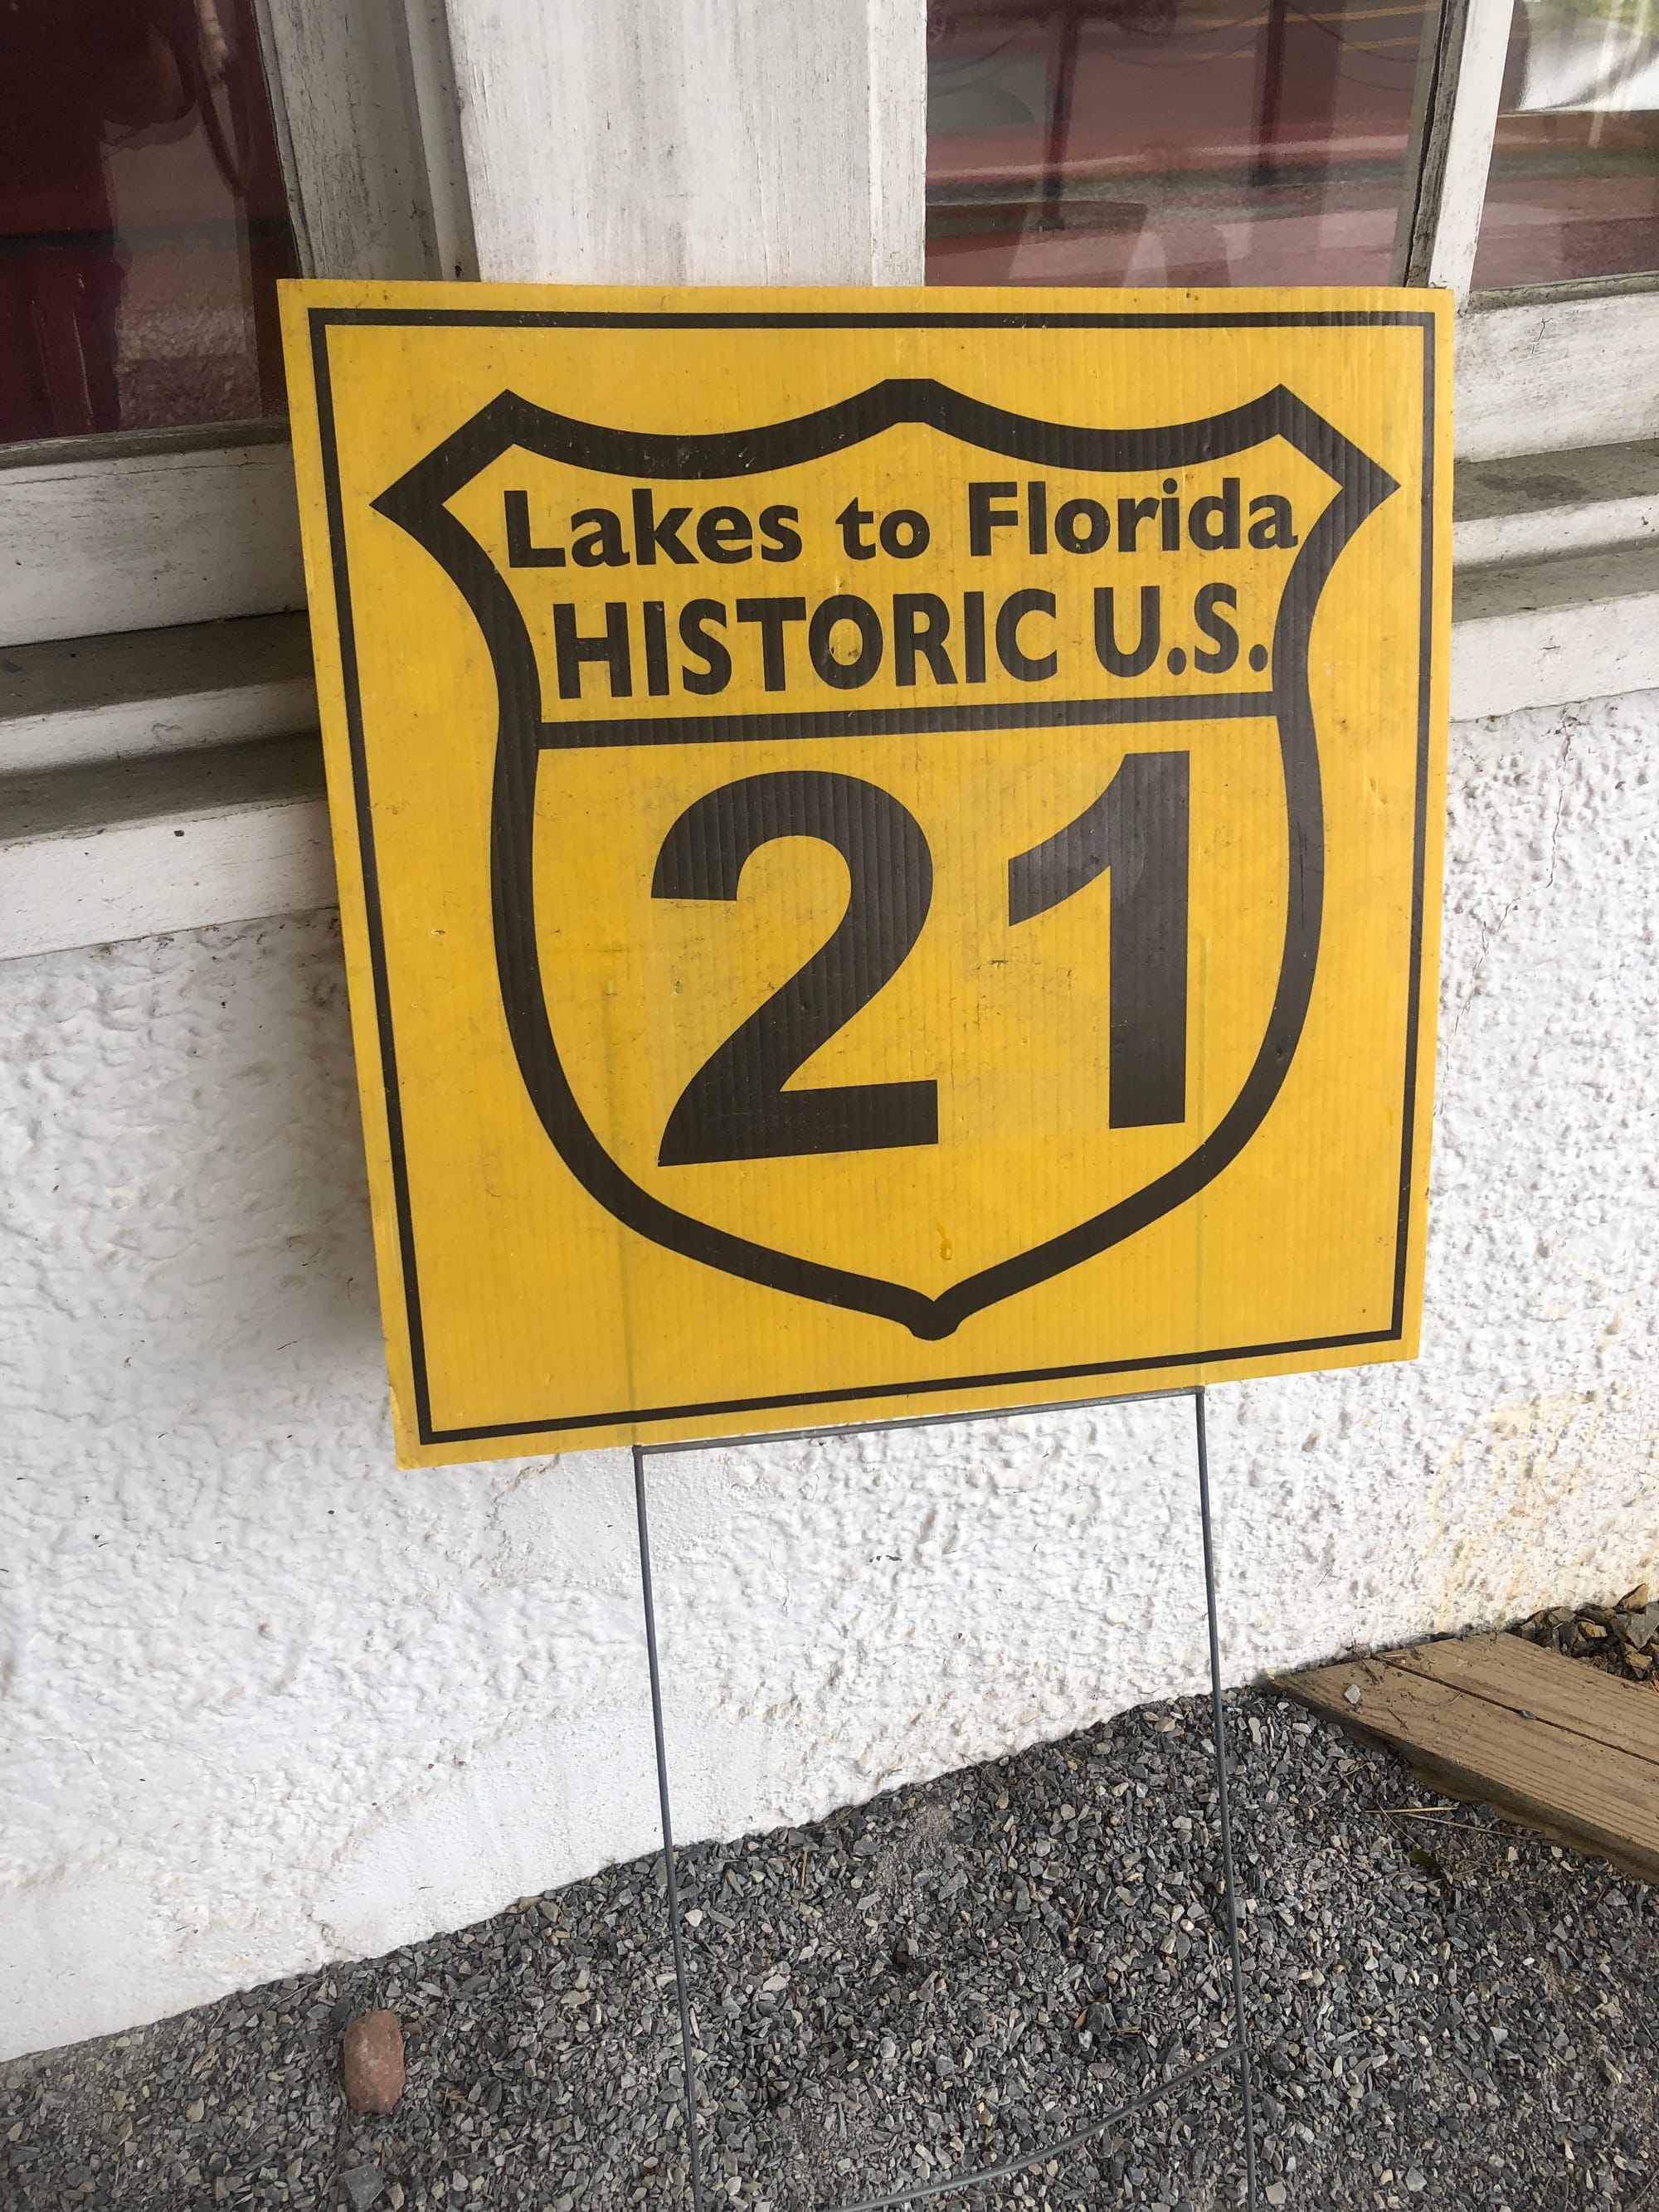 Lakes to Florida
HISTORIC U.S.
21